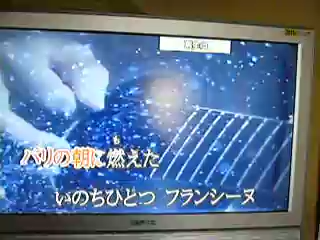 も
パリの朝に燃えた
いのちひとつ フランシーヌ